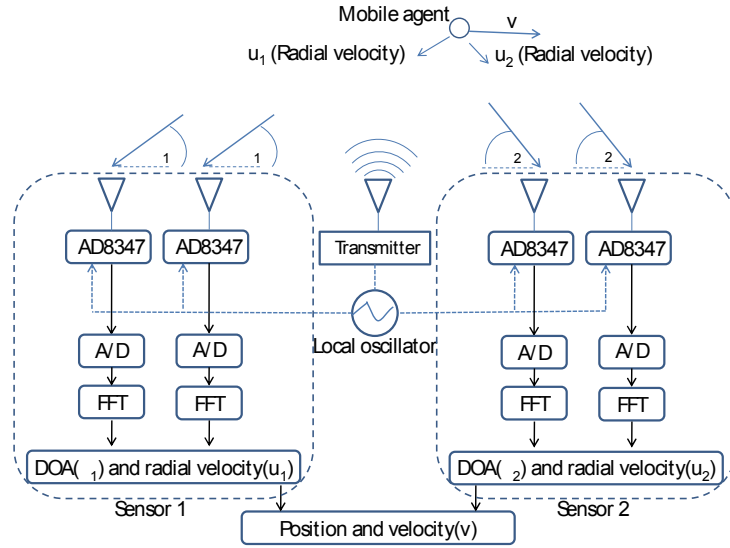 Mobile agent
v
u1 (Radial velocity)
u2 (Radial velocity)
1
1
2
2
AD8347
AD8347
Transmitter
AD8347
AD8347
Local oscillator
A/D
A/D
A/D
A/D
FFT
FFT
FFT
FFT
DOA( 1) and radial velocity(u1)
DOA( 2) and radial velocity(u2)
Sensor 1
Sensor 2
Position and velocity(v)